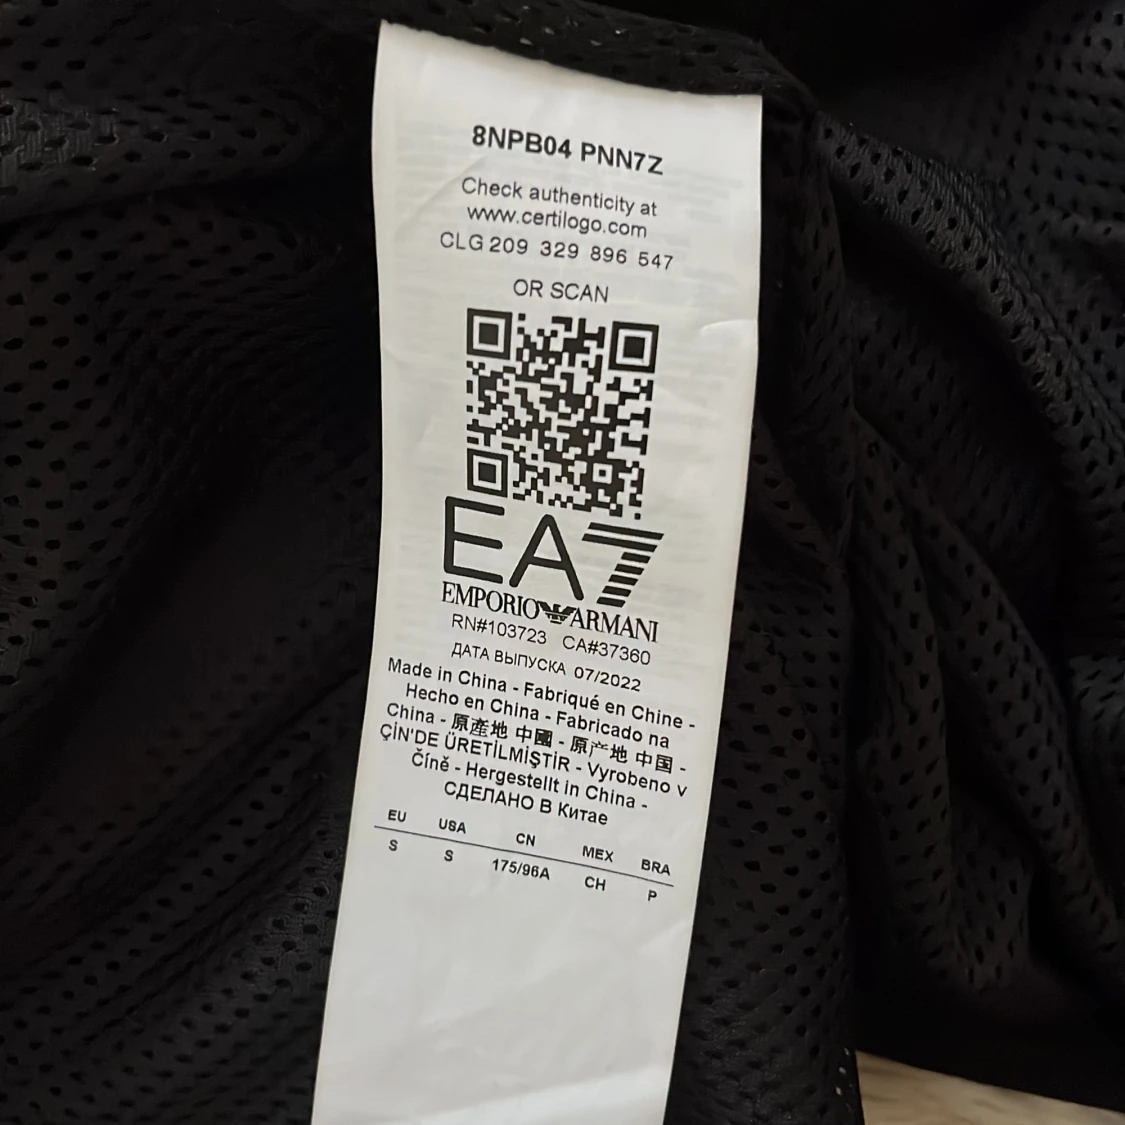 8NPB04 PNN7Z
Check authenticity at
www.certilogo.com
CLG 209 329 896 547
OR SCAN
EA7
EMPORIO ARMANI
RN#103723 CA#37360
ДАТА ВЫПУСКА 07/2022
Made in China - Fabriqué en Chine -
Hecho en China - Fabricado na
China - 原產地 中國 - 原产地 中国 -
ÇİN'DE ÜRETİLMİŞTİR - Vyrobeno v
Číně - Hergestellt in China -
СДЕЛАНО В Китае
EU USA CN MEX BRA
S S 175/96A CH P